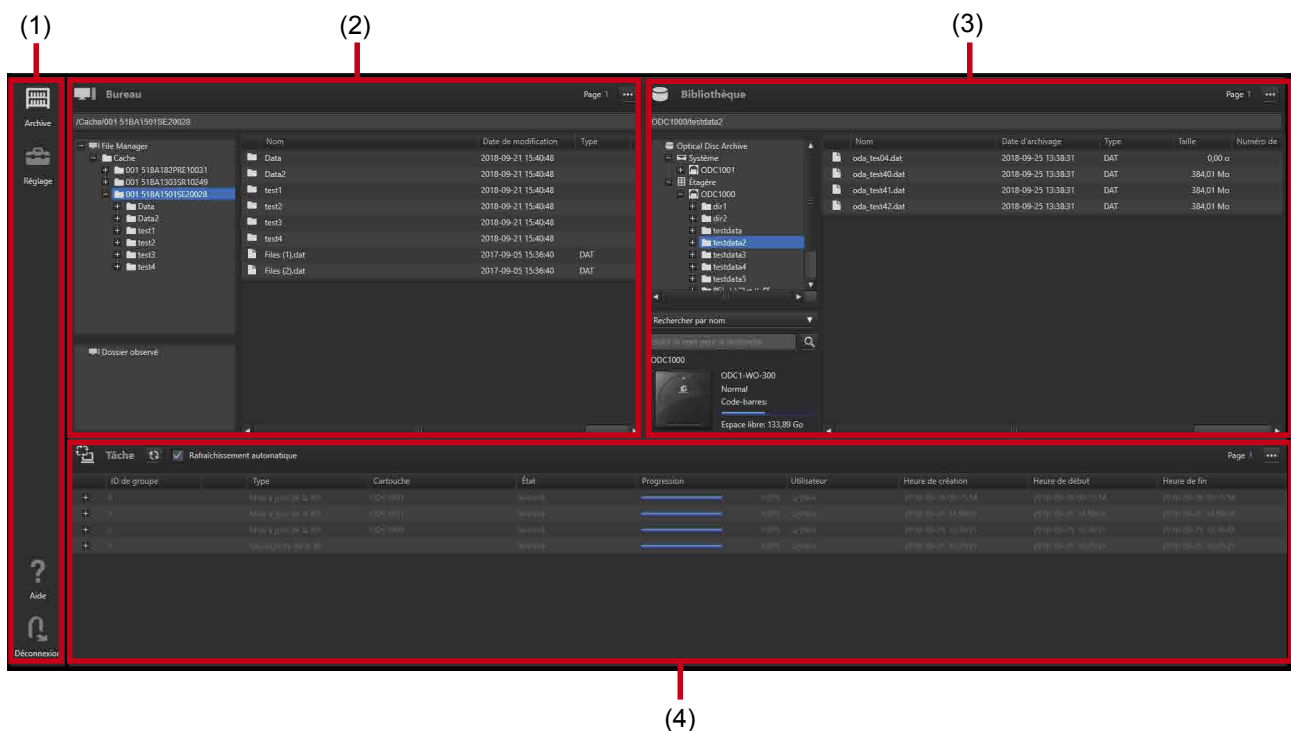 (1)
(2)
(3)
Archive
Réglage
Aide
Déconnexion
Bureau
Page 1
/Cache/001 51BA1501SE20028
File Manager
Cache
001 51BA182PRE10031
001 51BA1303SR10249
001 51BA1501SE20028
Data
Data2
test1
test2
test3
test4
Dossier observé
Nom Date de modification Type
Data 2018-09-21 15:40:48
Data2 2018-09-21 15:40:48
test1 2018-09-21 15:40:48
test2 2018-09-21 15:40:48
test3 2018-09-21 15:40:48
test4 2018-09-21 15:40:48
Files (1).dat 2017-09-05 15:36:40 DAT
Files (2).dat 2017-09-05 15:36:40 DAT
Bibliothèque
Page 1
ODC1000/testdata2
Optical Disc Archive
Système
ODC1001
Étagère
ODC1000
dir1
dir2
testdata
testdata2
testdata3
testdata4
testdata5
Rechercher par nom
ODC1000
ODC1-WO-300
Normal
Code-barres:
Espace libre: 133,89 Go
Nom Date d'archivage Type Taille Numéro de
oda_tes04.dat 2018-09-25 13:38:31 DAT 0,00 o
oda_test40.dat 2018-09-25 13:38:31 DAT 384,01 Mo
oda_test41.dat 2018-09-25 13:38:31 DAT 384,01 Mo
oda_test42.dat 2018-09-25 13:38:31 DAT 384,01 Mo
Tâche
Rafraîchissement automatique
Page 1
ID de groupe Type Cartouche État Progression Utilisateur Heure de création Heure de début Heure de fin
(4)